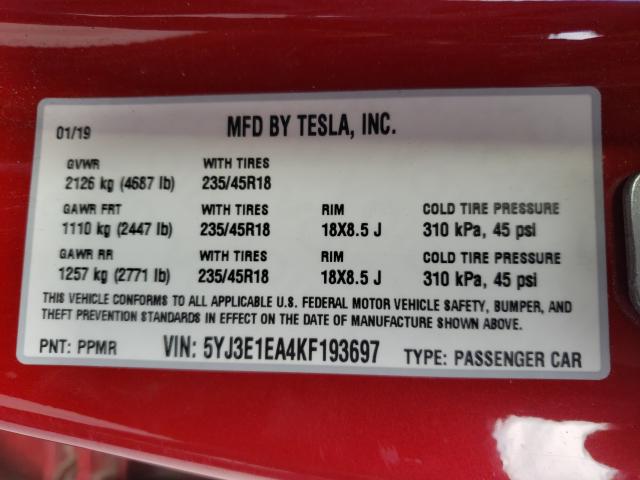 01/19 MFD BY TESLA, INC.
GVWR WITH TIRES
2126 kg (4687 lb) 235/45R18
GAWR FRT WITH TIRES RIM COLD TIRE PRESSURE
1110 kg (2447 lb) 235/45R18 18X8.5 J 310 kPa, 45 psi
GAWR RR WITH TIRES RIM COLD TIRE PRESSURE
1257 kg (2771 lb) 235/45R18 18X8.5 J 310 kPa, 45 psi
THIS VEHICLE CONFORMS TO ALL APPLICABLE U.S. FEDERAL MOTOR VEHICLE SAFETY, BUMPER, AND
THEFT PREVENTION STANDARDS IN EFFECT ON THE DATE OF MANUFACTURE SHOWN ABOVE.
PNT: PPMR VIN: 5YJ3E1EA4KF193697 TYPE: PASSENGER CAR